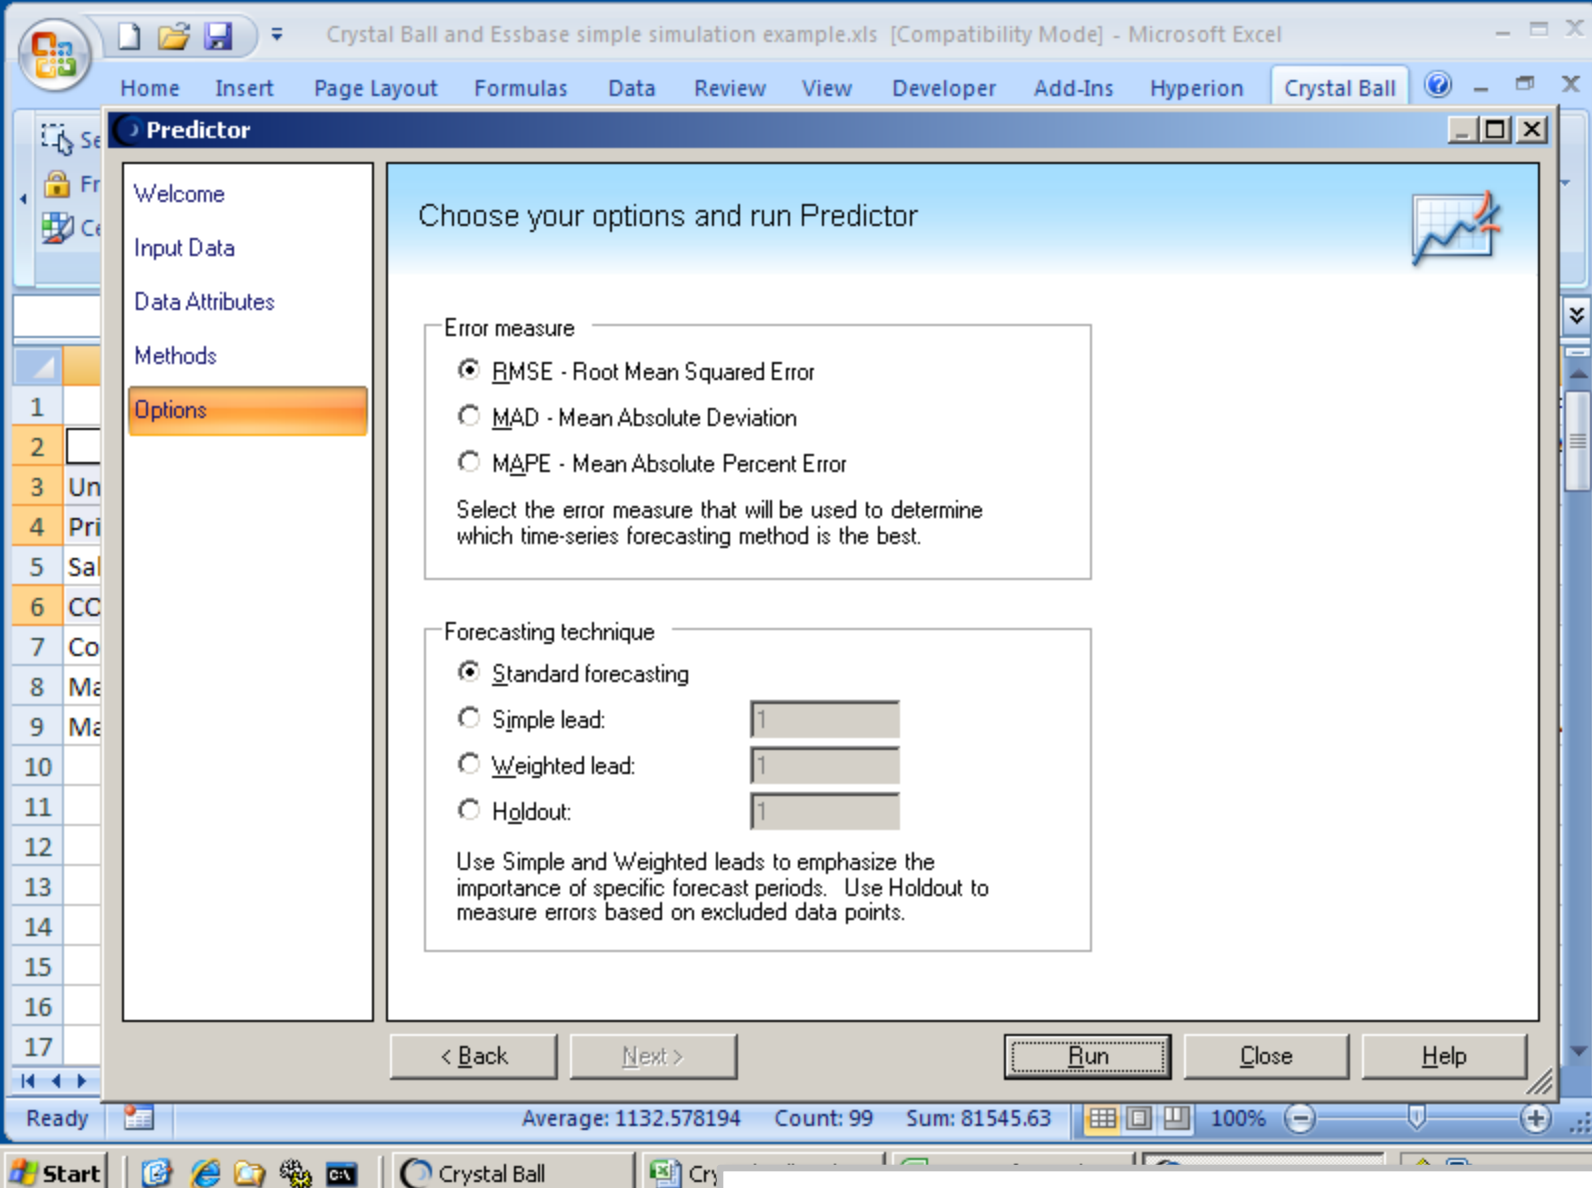 Crystal Ball and Essbase simple simulation example.xls [Compatibility Mode] - Microsoft Excel
Home Insert Page Layout Formulas Data Review View Developer Add-Ins Hyperion Crystal Ball
Predictor
Se
Fr
Ce
Welcome
Input Data
Data Attributes
Methods
Options
Choose your options and run Predictor
Error measure
RMSE - Root Mean Squared Error
MAD - Mean Absolute Deviation
MAPE - Mean Absolute Percent Error
Select the error measure that will be used to determine
which time-series forecasting method is the best.
Forecasting technique
Standard forecasting
Simple lead: 1
Weighted lead: 1
Holdout: 1
Use Simple and Weighted leads to emphasize the
importance of specific forecast periods. Use Holdout to
measure errors based on excluded data points.
1
2
3 Un
4 Pri
5 Sal
6 CO
7 Co
8 Ma
9 Ma
10
11
12
13
14
15
16
17
< Back Next > Run Close Help
Ready Average: 1132.578194 Count: 99 Sum: 81545.63 100%
Start Crystal Ball Cry